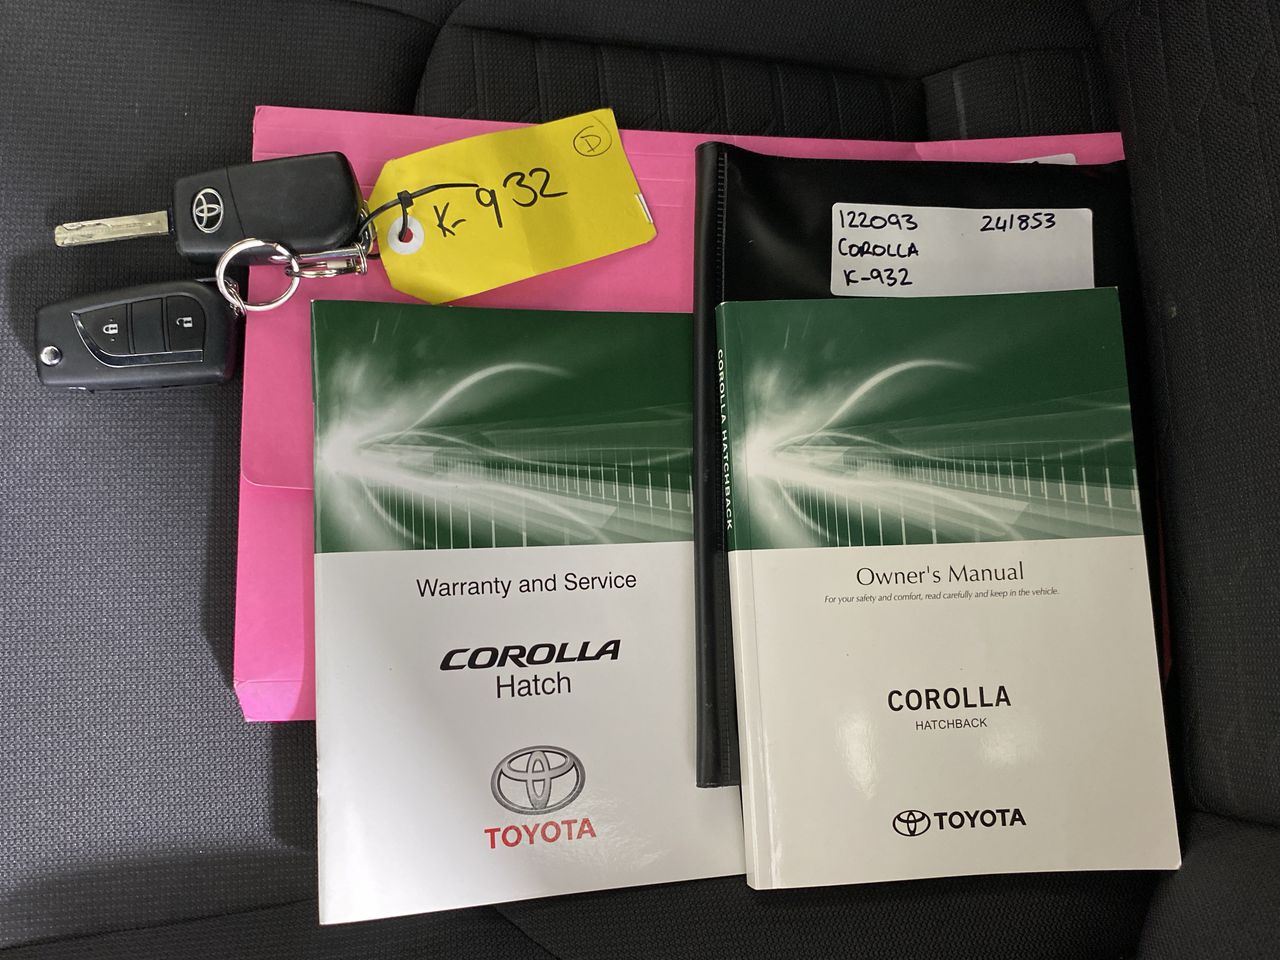 D
K-932
122093 241853
COROLLA
K-932
Warranty and Service
COROLLA
Hatch
TOYOTA
COROLLA HATCHBACK
Owner's Manual
For your safety and comfort, read carefully and keep in the vehicle.
COROLLA
HATCHBACK
TOYOTA